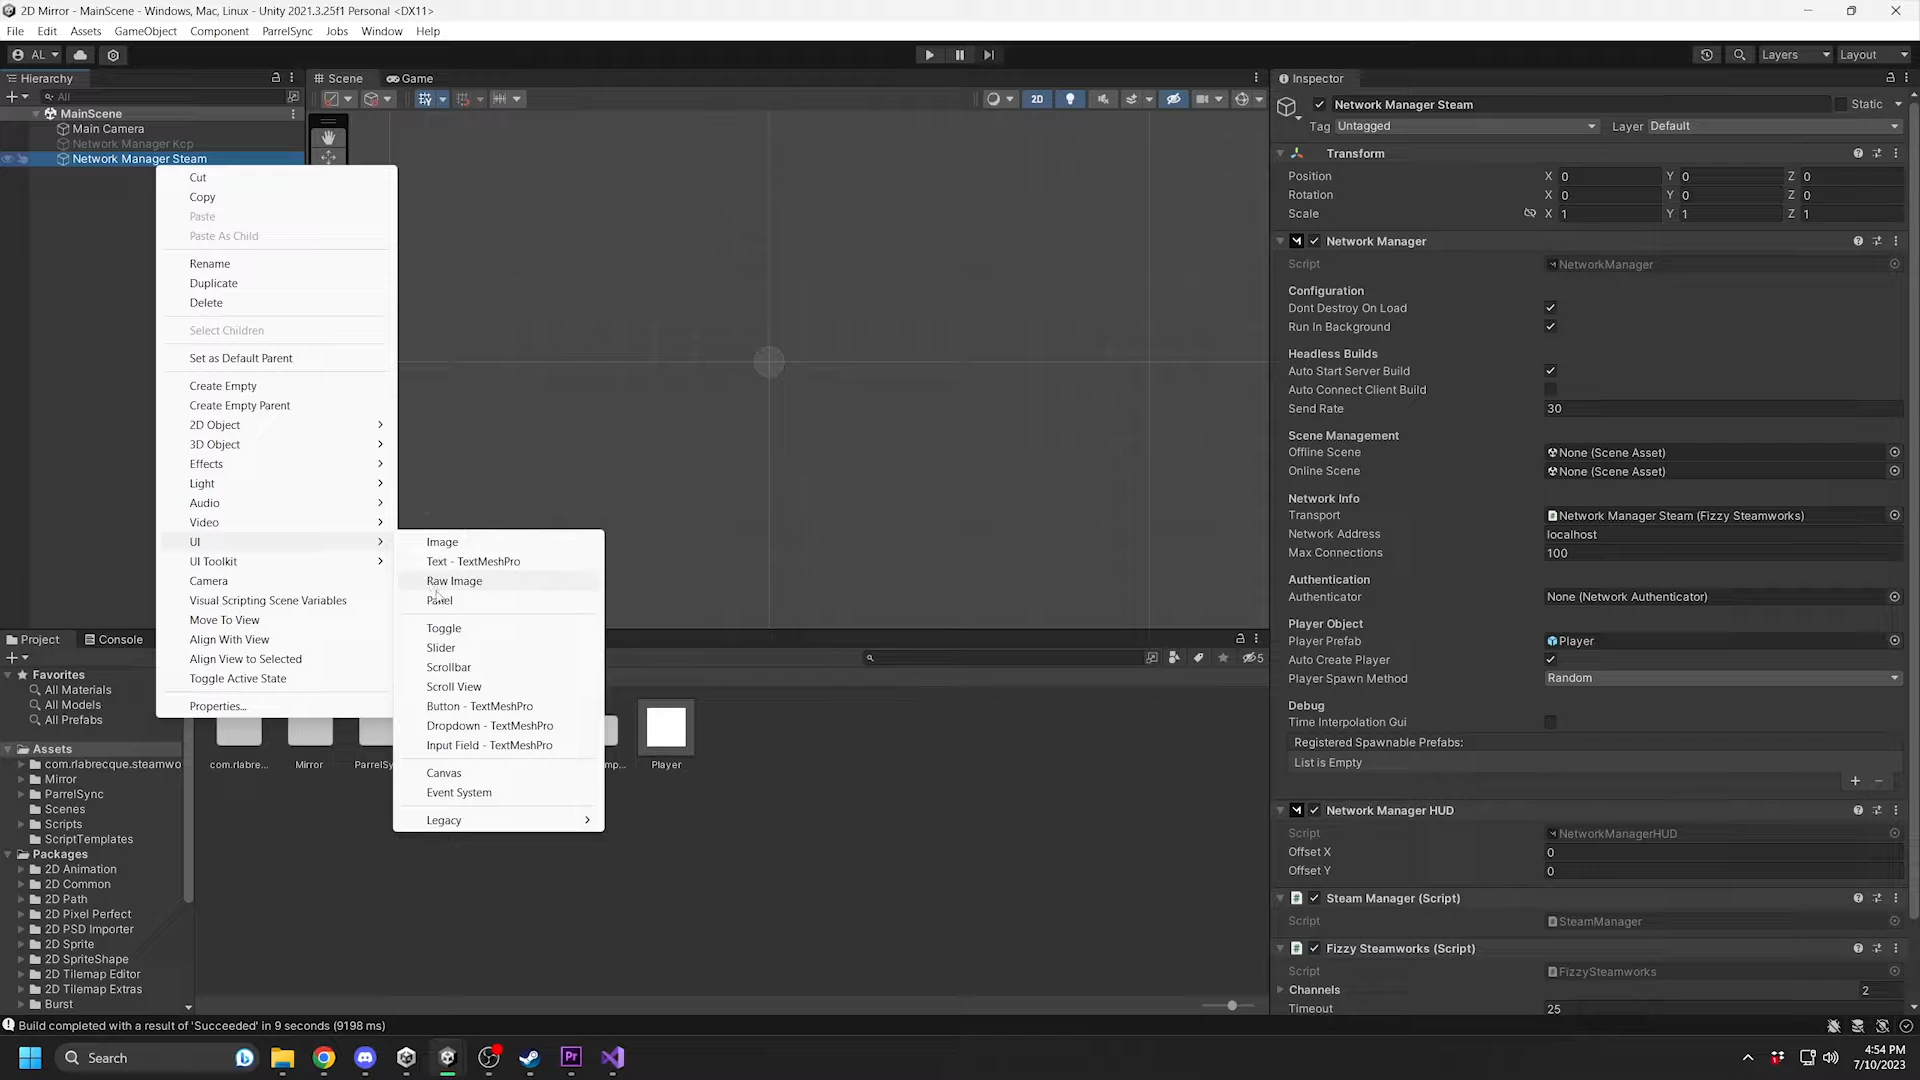 2D Mirror - MainScene - Windows, Mac, Linux - Unity 2021.3.25f1 Personal <DX11>
File Edit Assets GameObject Component ParrelSync Jobs Window Help
AL Layers Layout
Hierarchy
All
MainScene
Main Camera
Network Manager Kcp
Network Manager Steam
Cut
Copy
Paste
Paste As Child
Rename
Duplicate
Delete
Select Children
Set as Default Parent
Create Empty
Create Empty Parent
2D Object
3D Object
Effects
Light
Audio
Video
UI
UI Toolkit
Camera
Visual Scripting Scene Variables
Move To View
Align With View
Align View to Selected
Toggle Active State
Properties...
Image
Text - TextMeshPro
Raw Image
Panel
Toggle
Slider
Scrollbar
Scroll View
Button - TextMeshPro
Dropdown - TextMeshPro
Input Field - TextMeshPro
Canvas
Event System
Legacy
Scene Game
2D
Project Console
5
Favorites
All Materials
All Models
All Prefabs
Assets
com.rlabrecque.steamwo
Mirror
ParrelSync
Scenes
Scripts
ScriptTemplates
Packages
2D Animation
2D Common
2D Path
2D Pixel Perfect
2D PSD Importer
2D Sprite
2D SpriteShape
2D Tilemap Editor
2D Tilemap Extras
Burst
com.rlabre... Mirror ParrelSy mp... Player
Inspector
Network Manager Steam Static
Tag Untagged Layer Default
Transform
Position X 0 Y 0 Z 0
Rotation X 0 Y 0 Z 0
Scale X 1 Y 1 Z 1
Network Manager
Script NetworkManager
Configuration
Dont Destroy On Load
Run In Background
Headless Builds
Auto Start Server Build
Auto Connect Client Build
Send Rate 30
Scene Management
Offline Scene None (Scene Asset)
Online Scene None (Scene Asset)
Network Info
Transport Network Manager Steam (Fizzy Steamworks)
Network Address localhost
Max Connections 100
Authentication
Authenticator None (Network Authenticator)
Player Object
Player Prefab Player
Auto Create Player
Player Spawn Method Random
Debug
Time Interpolation Gui
Registered Spawnable Prefabs:
List is Empty
Network Manager HUD
Script NetworkManagerHUD
Offset X 0
Offset Y 0
Steam Manager (Script)
Script SteamManager
Fizzy Steamworks (Script)
Script FizzySteamworks
Channels 2
Timeout 25
Build completed with a result of 'Succeeded' in 9 seconds (9198 ms)
Search
Pr
4:54 PM
7/10/2023